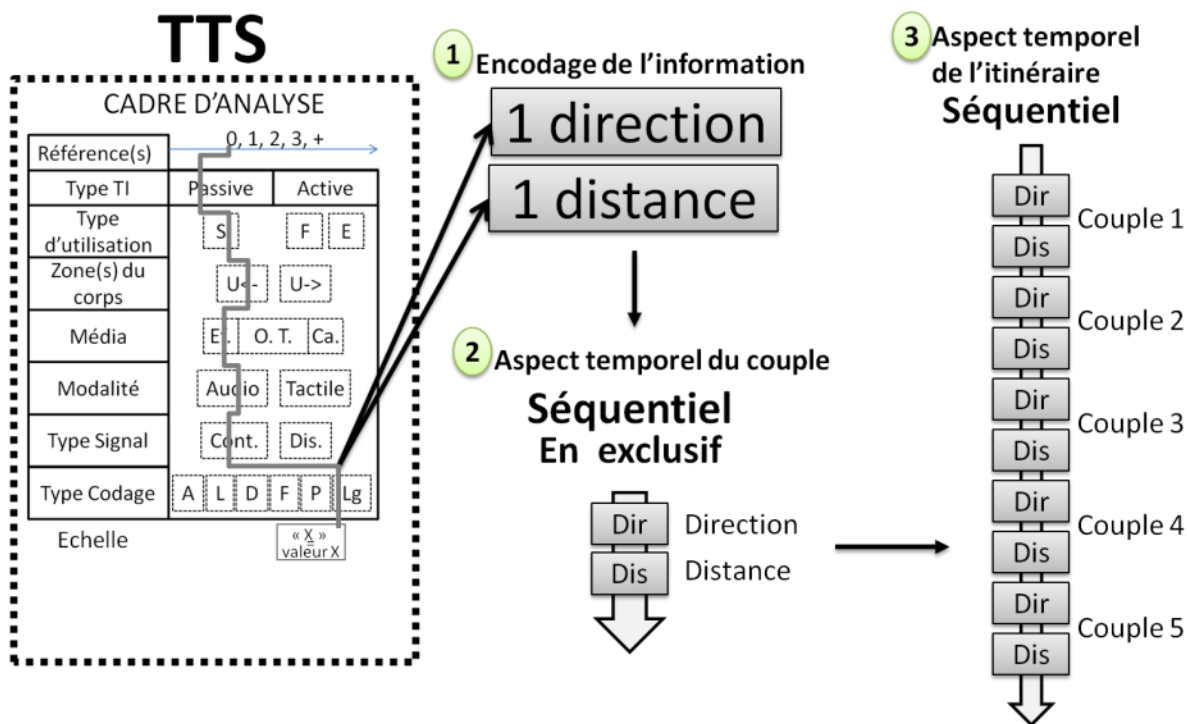 TTS
CADRE D'ANALYSE
0, 1, 2, 3, +
Référence(s)
Type TI
Passive
Active
Type
d'utilisation
S
F
E
Zone(s) du
corps
U<-
U->
Média
Et.
O. T.
Ca.
Modalité
Audio
Tactile
Type Signal
Cont.
Dis.
Type Codage
A
L
D
F
P
Lg
Echelle
« X »
=
valeur X
1
Encodage de l'information
1 direction
1 distance
2
Aspect temporel du couple
Séquentiel
En exclusif
Dir
Direction
Dis
Distance
3
Aspect temporel
de l'itinéraire
Séquentiel
Dir
Couple 1
Dis
Dir
Couple 2
Dis
Dir
Couple 3
Dis
Dir
Couple 4
Dis
Dir
Couple 5
Dis